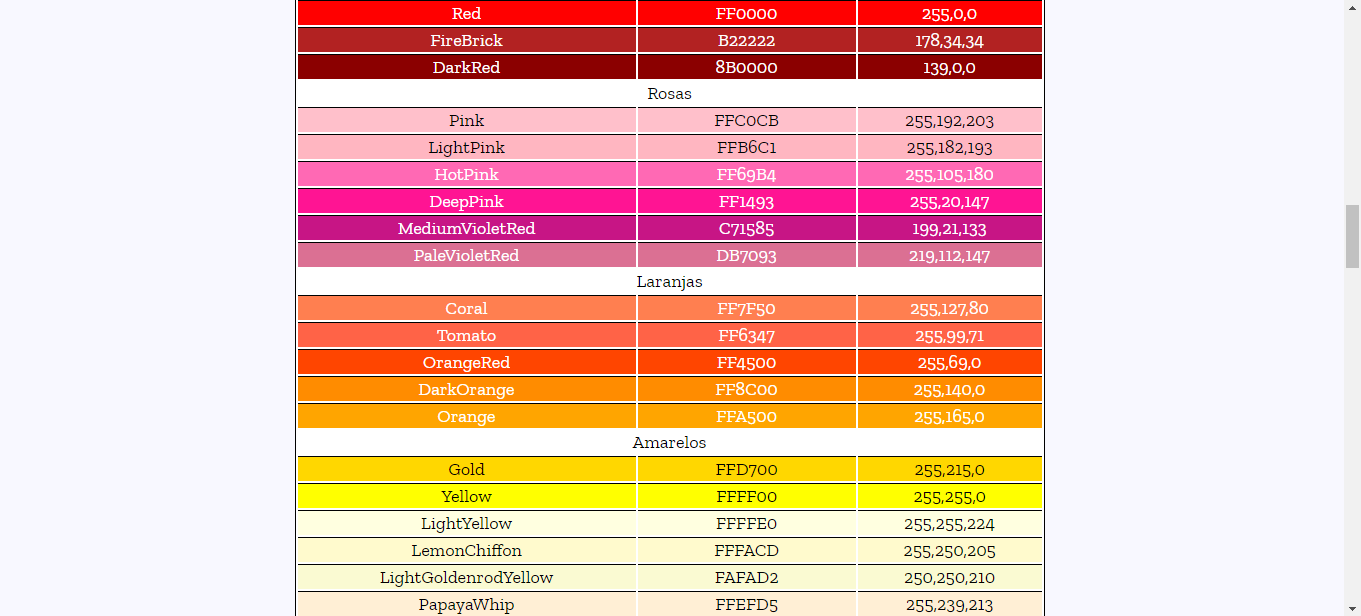 Red FF0000 255,0,0
FireBrick B22222 178,34,34
DarkRed 8B0000 139,0,0
Rosas
Pink FFC0CB 255,192,203
LightPink FFB6C1 255,182,193
HotPink FF69B4 255,105,180
DeepPink FF1493 255,20,147
MediumVioletRed C71585 199,21,133
PaleVioletRed DB7093 219,112,147
Laranjas
Coral FF7F50 255,127,80
Tomato FF6347 255,99,71
OrangeRed FF4500 255,69,0
DarkOrange FF8C00 255,140,0
Orange FFA500 255,165,0
Amarelos
Gold FFD700 255,215,0
Yellow FFFF00 255,255,0
LightYellow FFFFE0 255,255,224
LemonChiffon FFFACD 255,250,205
LightGoldenrodYellow FAFAD2 250,250,210
PapayaWhip FFEFD5 255,239,213